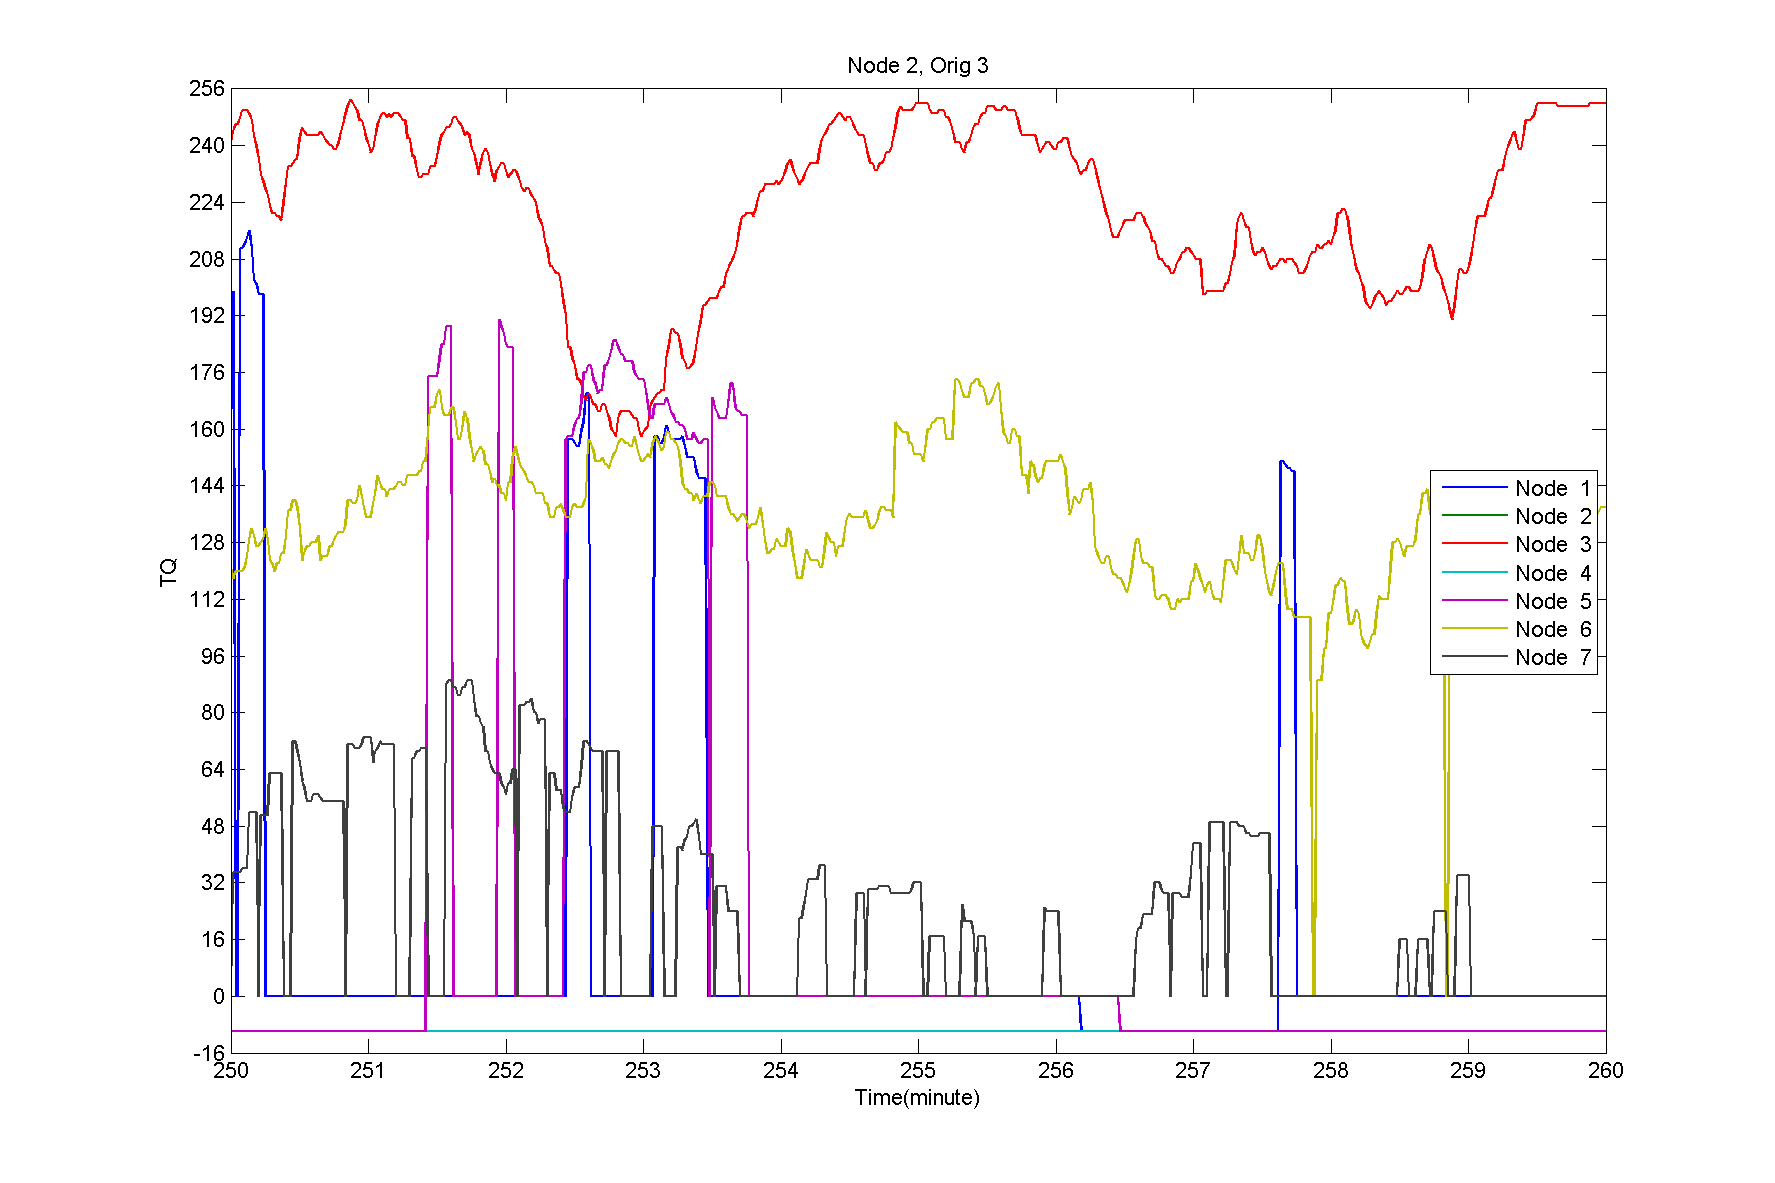 Node 2, Orig 3
256
240
224
208
192
176
160
144
128
112
96
80
64
48
32
16
0
-16
TQ
Node 1
Node 2
Node 3
Node 4
Node 5
Node 6
Node 7
250 251 252 253 254 255 256 257 258 259 260
Time(minute)